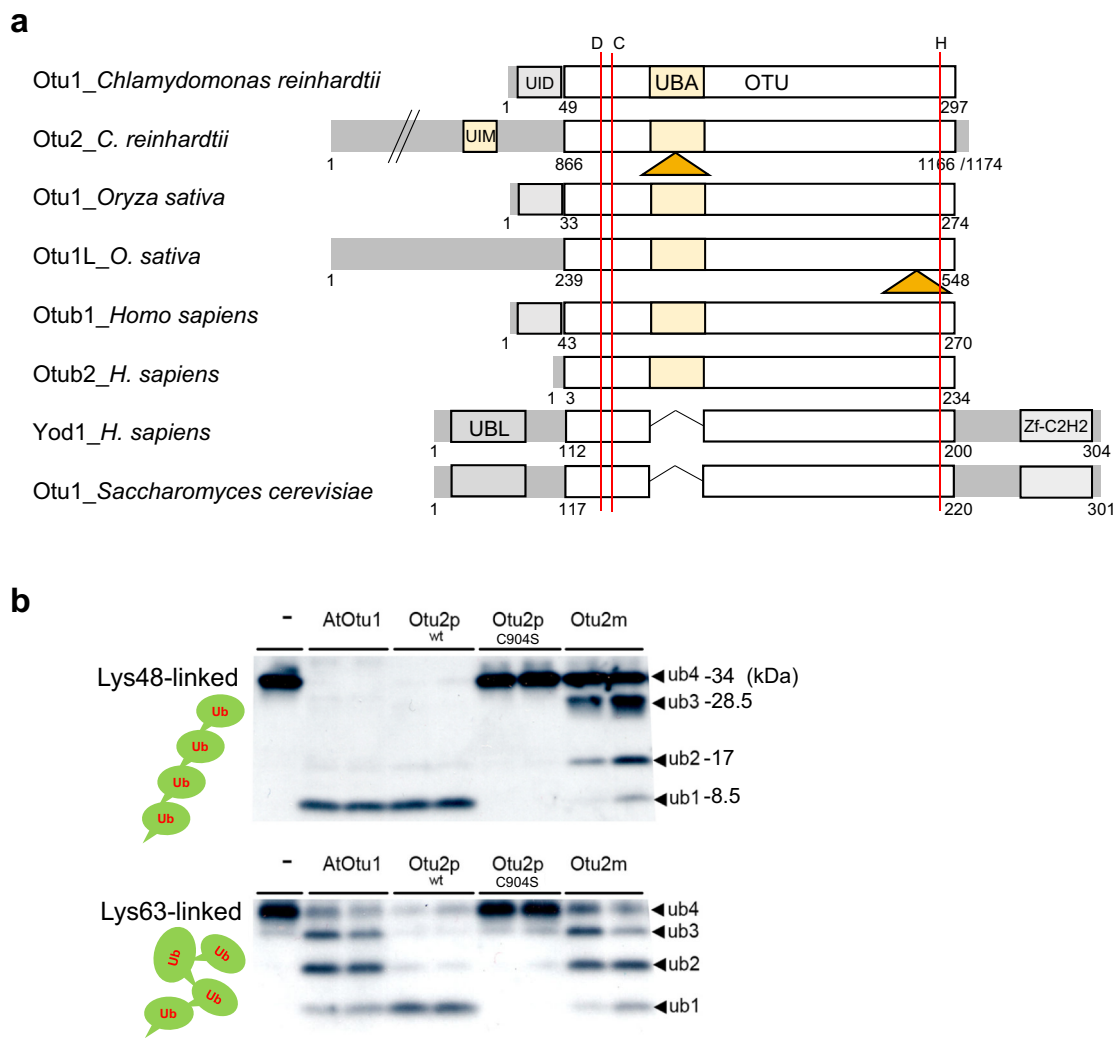 a
D C H
Otu1_Chlamydomonas reinhardtii UID UBA OTU
1 49 297
Otu2_C. reinhardtii UIM
1 866 1166 /1174
Otu1_Oryza sativa
1 33 274
Otu1L_O. sativa
1 239 548
Otub1_Homo sapiens
1 43 270
Otub2_H. sapiens
1 3 234
Yod1_H. sapiens UBL Zf-C2H2
1 112 200 304
Otu1_Saccharomyces cerevisiae
1 117 220 301
b
- AtOtu1 Otu2p Otu2p Otu2m
wt C904S
Lys48-linked ub4 -34 (kDa)
Ub ub3 -28.5
Ub
Ub ub2 -17
Ub ub1 -8.5
- AtOtu1 Otu2p Otu2p Otu2m
wt C904S
Lys63-linked ub4
ub3
Ub Ub ub2
Ub
Ub ub1